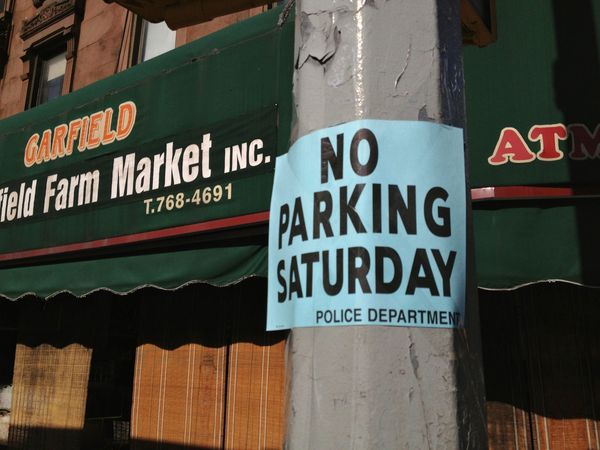 GARFIELD
field Farm Market INC.
T.768-4691
ATM
NO
PARKING
SATURDAY
POLICE DEPARTMENT